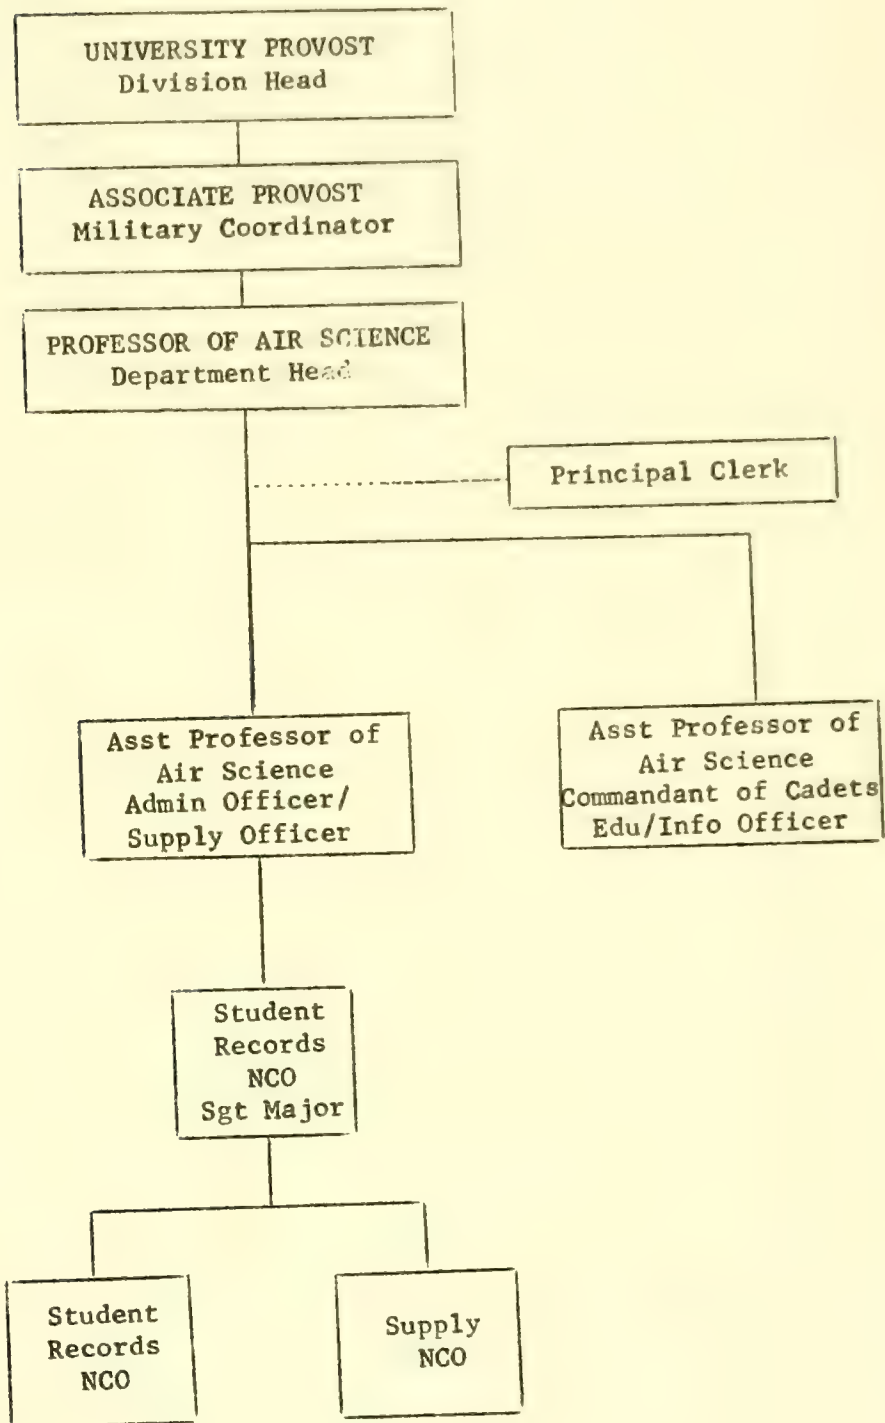 UNIVERSITY PROVOST
Division Head
ASSOCIATE PROVOST
Military Coordinator
PROFESSOR OF AIR SCIENCE
Department Head
Principal Clerk
Asst Professor of
Air Science
Admin Officer/
Supply Officer
Asst Professor of
Air Science
Commandant of Cadets
Edu/Info Officer
Student
Records
NCO
Sgt Major
Student
Records
NCO
Supply
NCO